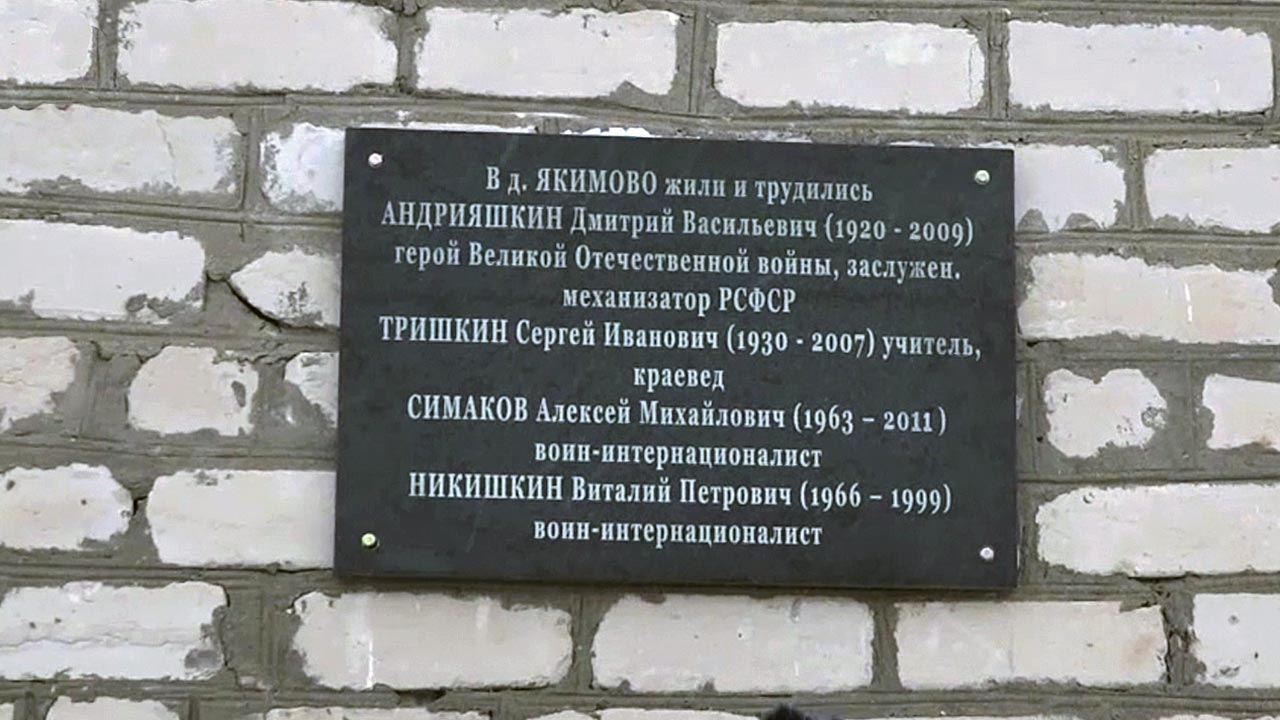 В д. ЯКИМОВО жили и трудились
АНДРИЯШКИН Дмитрий Васильевич (1920 - 2009)
герой Великой Отечественной войны, заслужен.
механизатор РСФСР
ТРИШКИН Сергей Иванович (1930 - 2007) учитель,
краевед
СИМАКОВ Алексей Михайлович (1963 – 2011 )
воин-интернационалист
НИКИШКИН Виталий Петрович (1966 – 1999)
воин-интернационалист